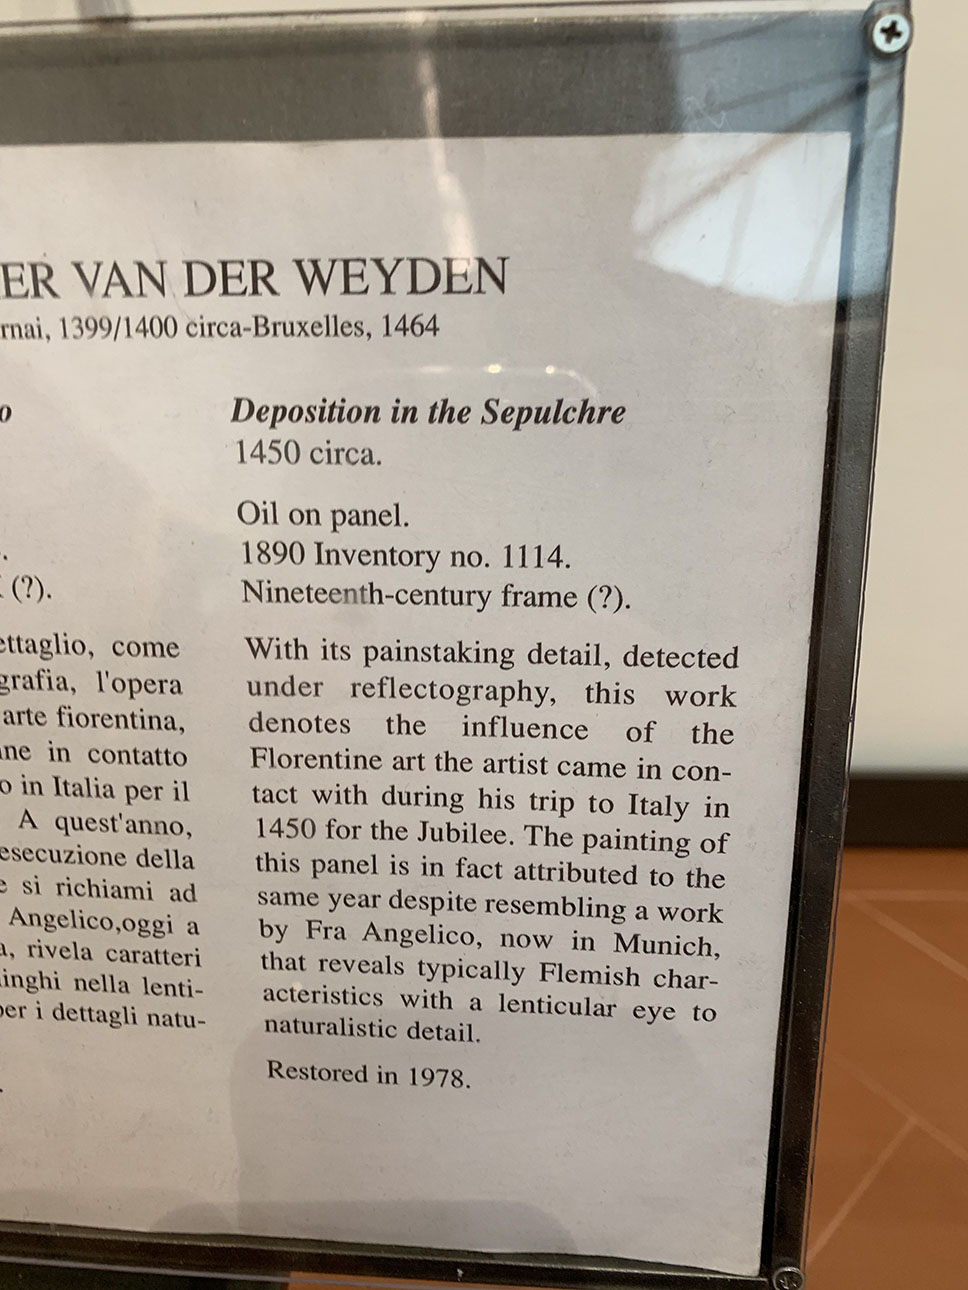 ER VAN DER WEYDEN
rnai, 1399/1400 circa-Bruxelles, 1464
o
.
(?).
ettaglio, come
grafia, l'opera
arte fiorentina,
ne in contatto
o in Italia per il
A quest'anno,
esecuzione della
e si richiami ad
Angelico,oggi a
a, rivela caratteri
inghi nella lenti-
per i dettagli natu-
.
Deposition in the Sepulchre
1450 circa.
Oil on panel.
1890 Inventory no. 1114.
Nineteenth-century frame (?).
With its painstaking detail, detected
under reflectography, this work
denotes the influence of the
Florentine art the artist came in con-
tact with during his trip to Italy in
1450 for the Jubilee. The painting of
this panel is in fact attributed to the
same year despite resembling a work
by Fra Angelico, now in Munich,
that reveals typically Flemish char-
acteristics with a lenticular eye to
naturalistic detail.
Restored in 1978.